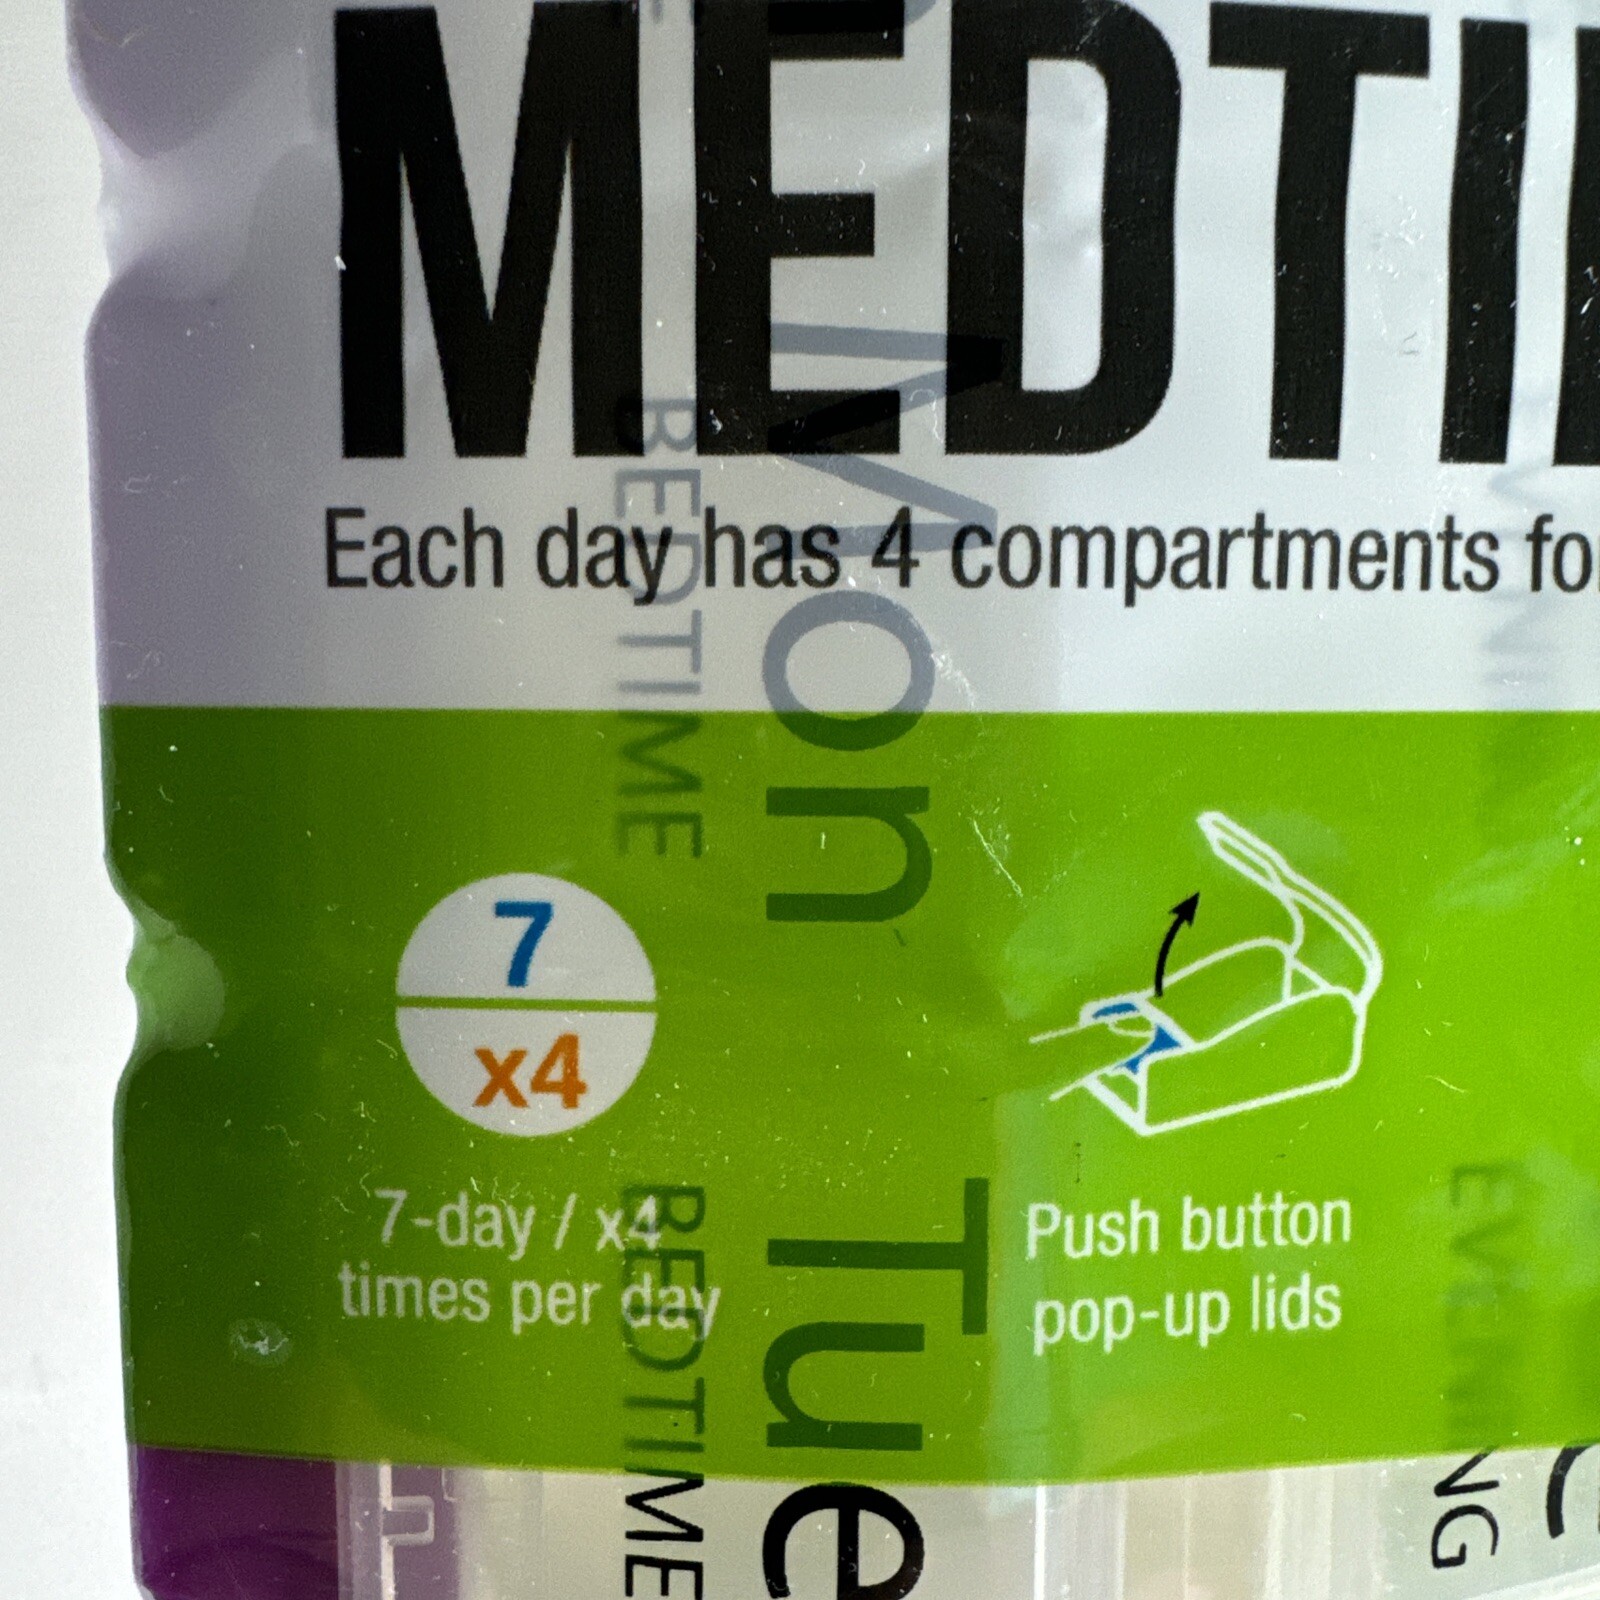 MEDTI
Each day has 4 compartments fo
7
x4
7-day / x4
times per day
Push button
pop-up lids
BEDTIME
Mon
BEDTIME
Tue
EVENING